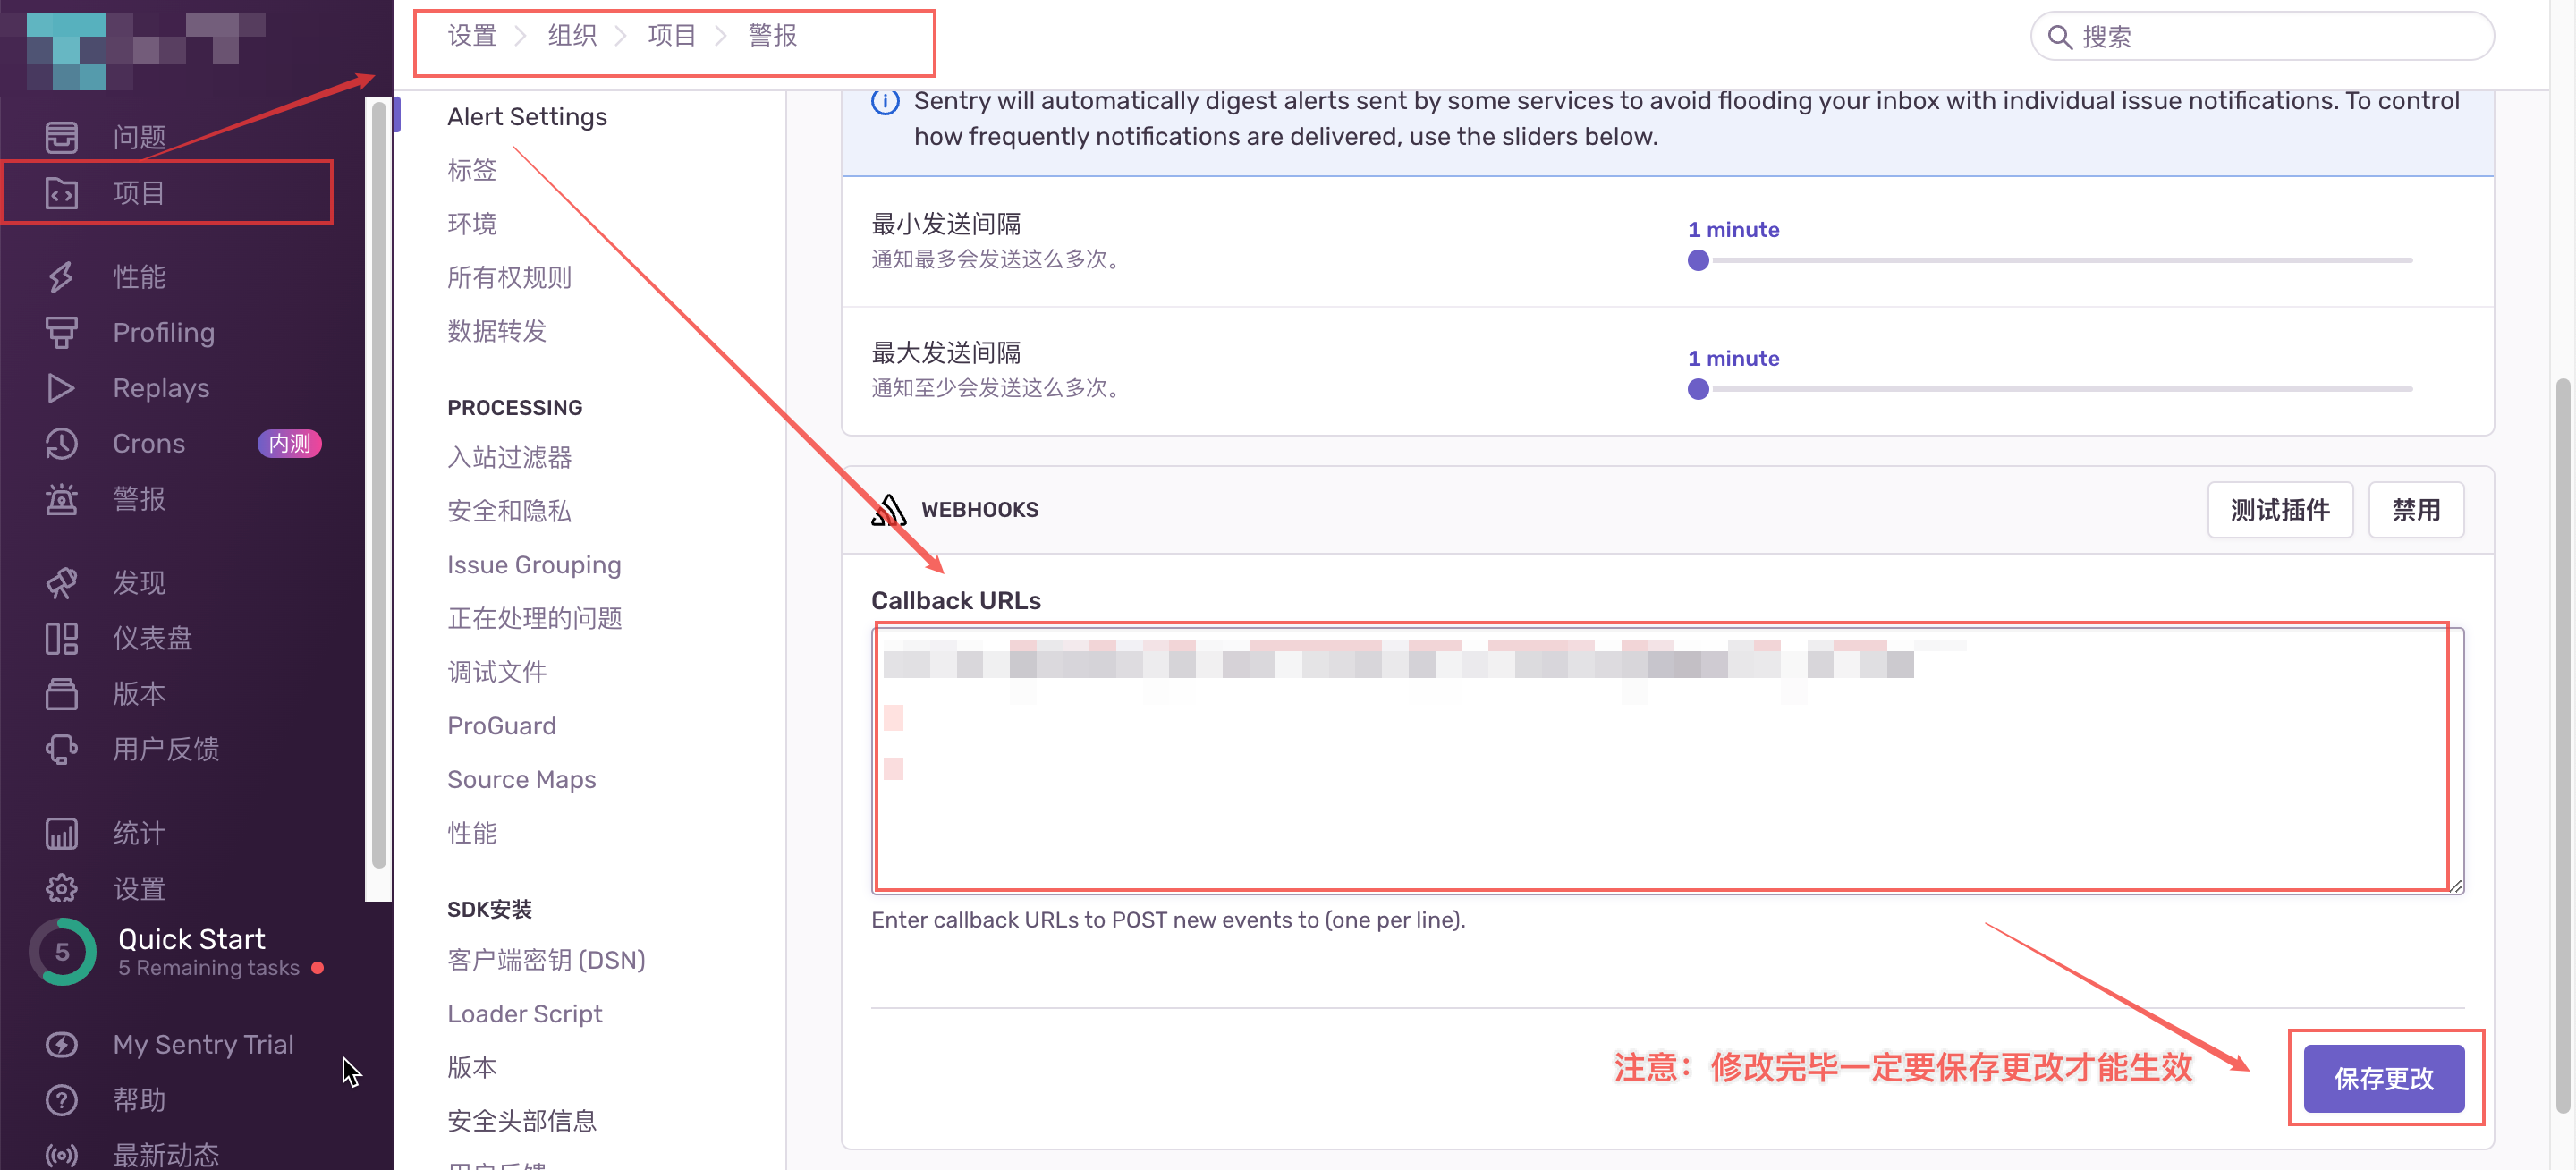 设置 > 组织 > 项目 > 警报
搜索
问题
项目
性能
Profiling
Replays
Crons 内测
警报
发现
仪表盘
版本
用户反馈
统计
设置
5
Quick Start
5 Remaining tasks
My Sentry Trial
帮助
最新动态
Alert Settings
标签
环境
所有权规则
数据转发
PROCESSING
入站过滤器
安全和隐私
Issue Grouping
正在处理的问题
调试文件
ProGuard
Source Maps
性能
SDK安装
客户端密钥 (DSN)
Loader Script
版本
安全头部信息
用户反馈
Sentry will automatically digest alerts sent by some services to avoid flooding your inbox with individual issue notifications. To control
how frequently notifications are delivered, use the sliders below.
最小发送间隔
通知最多会发送这么多次。
1 minute
最大发送间隔
通知至少会发送这么多次。
1 minute
WEBHOOKS
测试插件
禁用
Callback URLs
Enter callback URLs to POST new events to (one per line).
注意：修改完毕一定要保存更改才能生效
保存更改